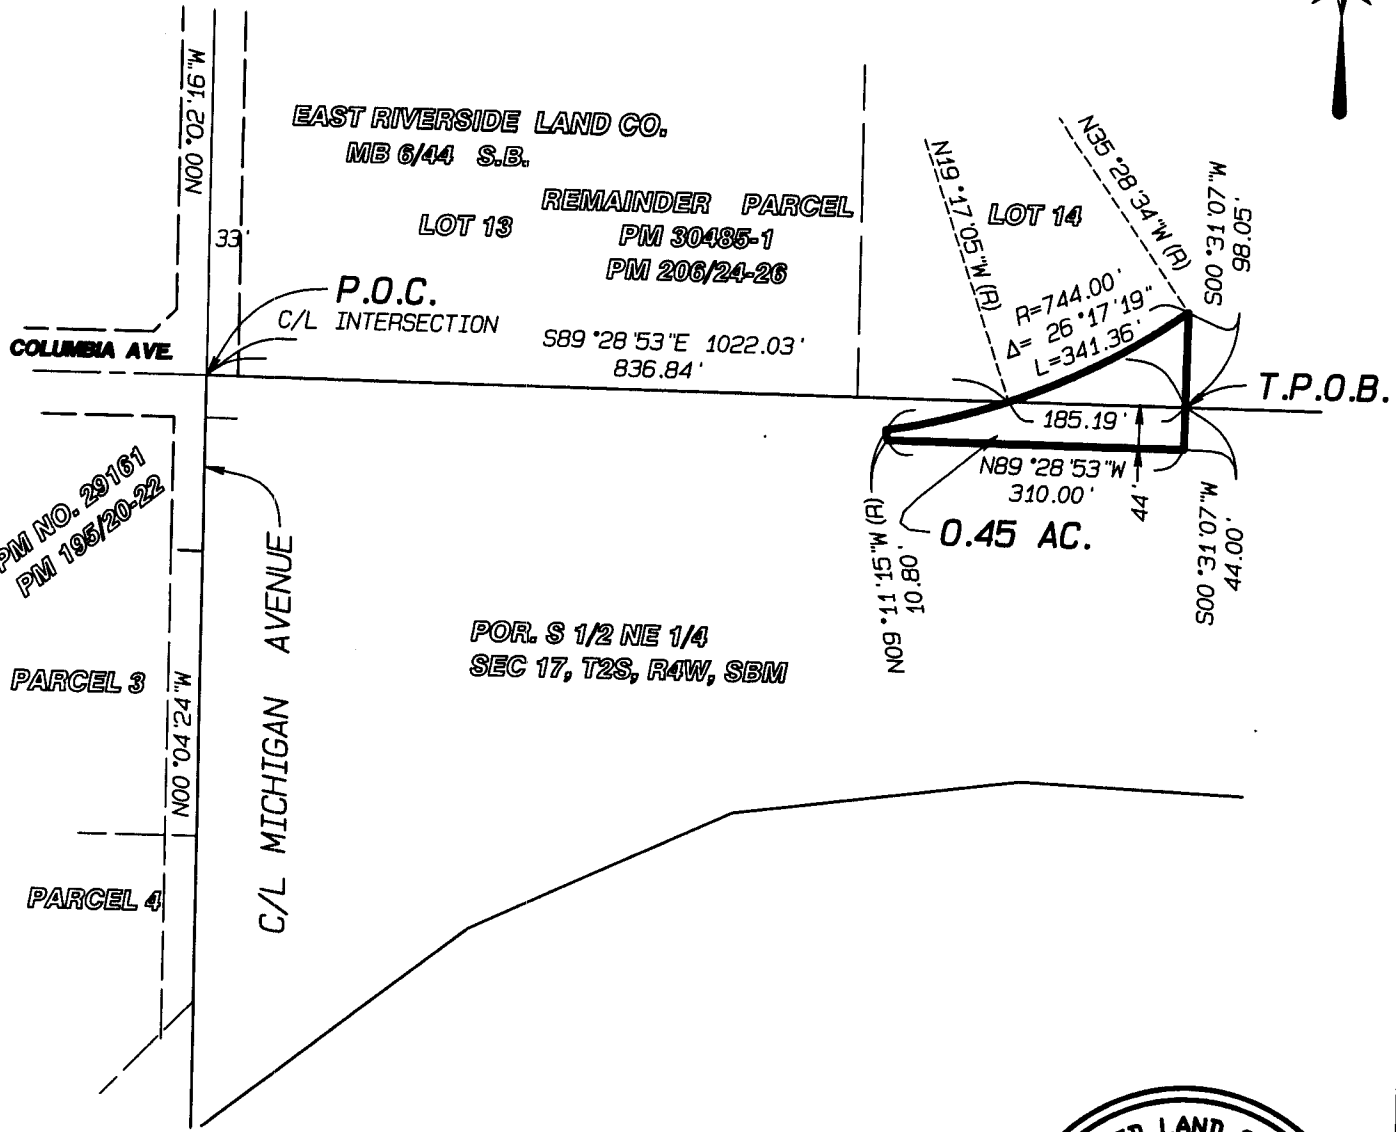 N00°02'16"W
33'
EAST RIVERSIDE LAND CO.
MB 6/44 S.B.
LOT 13
REMAINDER PARCEL
PM 30485-1
PM 206/24-26
LOT 14
N19°17'05"W (R)
N35°28'34"W (R)
S00°31'07"W
98.05'
R=744.00'
Δ= 26°17'19"
L=341.36'
P.O.C.
C/L INTERSECTION
COLUMBIA AVE.
S89°28'53"E 1022.03'
836.84'
T.P.O.B.
185.19'
N89°28'53"W
310.00'
44'
0.45 AC.
N09°11'15"W (R)
10.80'
S00°31'07"W
44.00'
PM NO. 29161
PM 195/20-22
C/L MICHIGAN AVENUE
POR. S 1/2 NE 1/4
SEC 17, T2S, R4W, SBM
PARCEL 3
N00°04'24"W
PARCEL 4
LAND